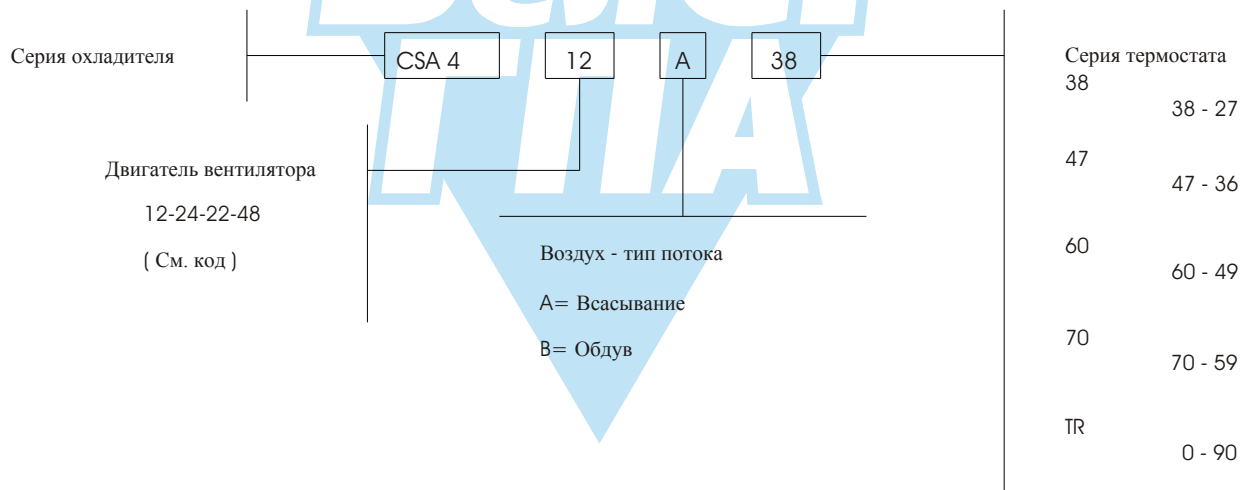 Серия охладителя
CSA 4
12
A
38
Серия термостата
38
38 - 27
Двигатель вентилятора
12-24-22-48
( См. код )
47
47 - 36
Воздух - тип потока
A= Всасывание
B= Обдув
60
60 - 49
70
70 - 59
TR
0 - 90